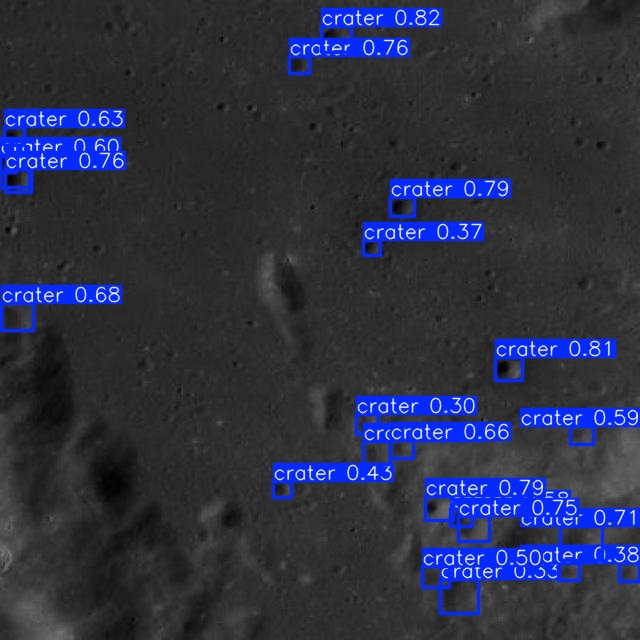 crater 0.82
crater 0.76
crater 0.63
crater 0.60
crater 0.76
crater 0.79
crater 0.37
crater 0.68
crater 0.81
crater 0.30
crater 0.59
crater 0.66
crater 0.43
crater 0.79
crater 0.75
crater 0.71
crater 0.50
0.38